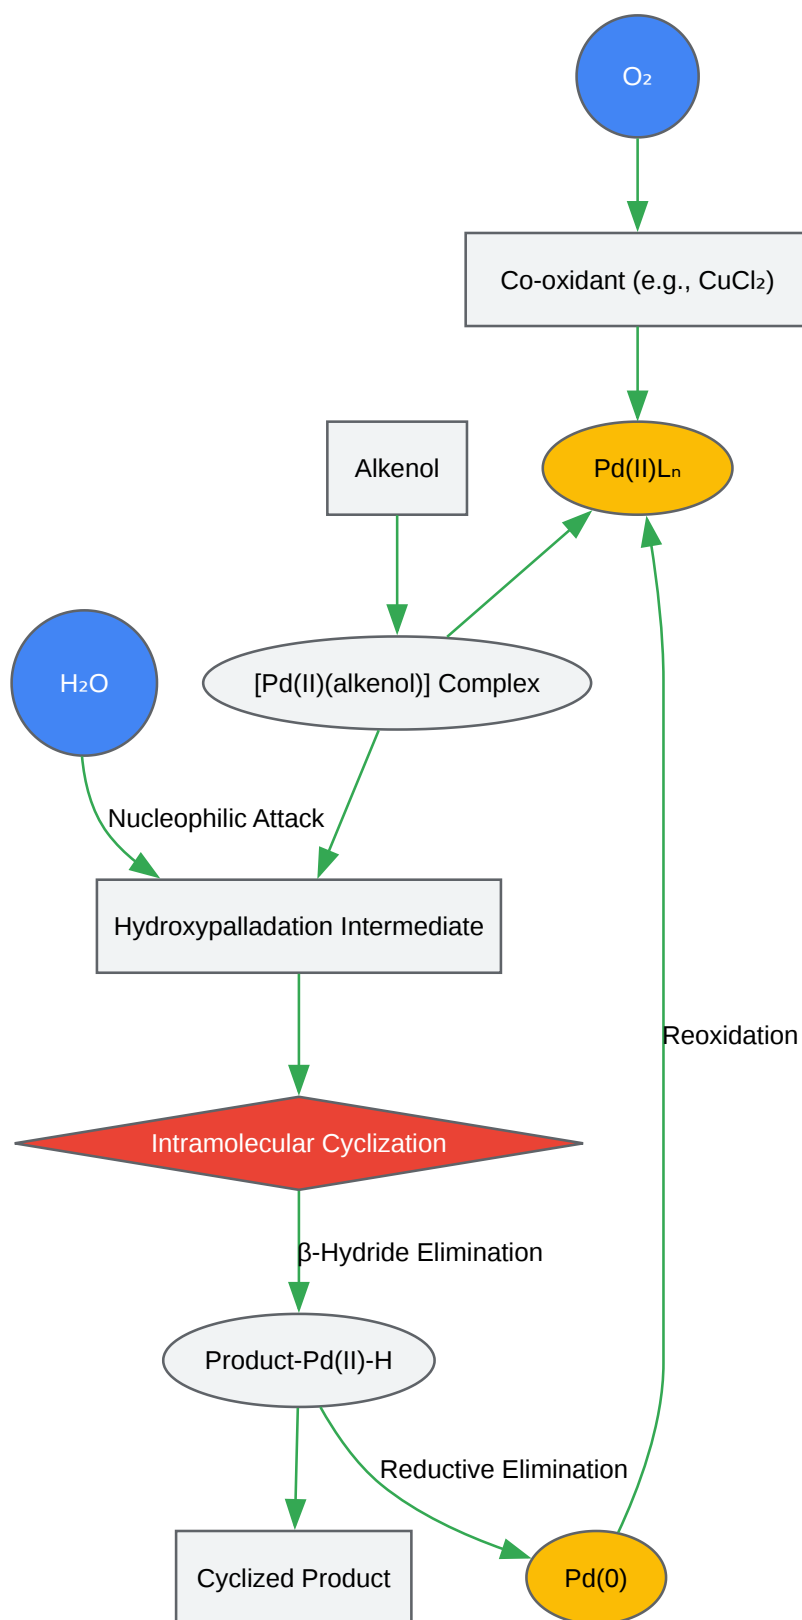 O₂
Co-oxidant (e.g., CuCl₂)
Alkenol
Pd(II)Lₙ
H₂O
[Pd(II)(alkenol)] Complex
Nucleophilic Attack
Hydroxypalladation Intermediate
Reoxidation
Intramolecular Cyclization
β-Hydride Elimination
Product-Pd(II)-H
Reductive Elimination
Cyclized Product
Pd(0)